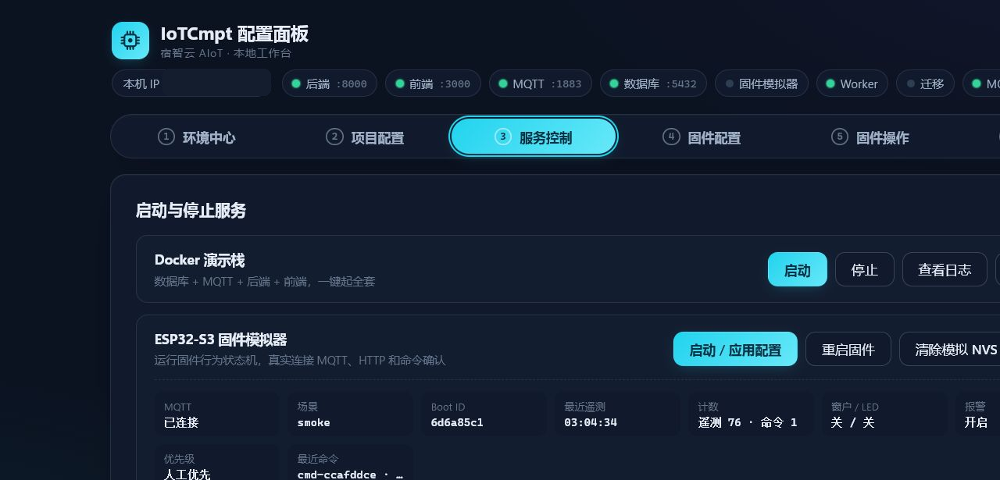 IoTCmpt 配置面板
宿智云 AIoT · 本地工作台
本机 IP 后端 :8000 前端 :3000 MQTT :1883 数据库 :5432 固件模拟器 Worker 迁移
1 环境中心 2 项目配置 3 服务控制 4 固件配置 5 固件操作
启动与停止服务
Docker 演示栈
数据库 + MQTT + 后端 + 前端，一键起全套
启动 停止 查看日志
ESP32-S3 固件模拟器
运行固件行为状态机，真实连接 MQTT、HTTP 和命令确认
启动 / 应用配置 重启固件 清除模拟 NVS
MQTT 场景 Boot ID 最近遥测 计数 窗户 / LED 报警
已连接 smoke 6d6a85c1 03:04:34 遥测 76 · 命令 1 关 / 关 开启
优先级 最近命令
人工优先 cmd-ccafddce · …